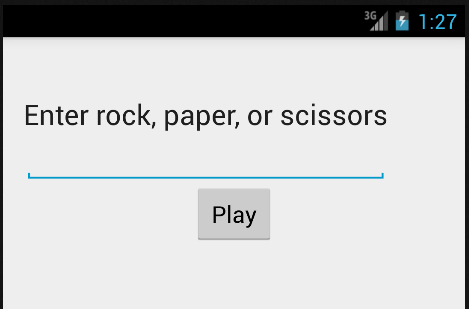 3G 1:27
Enter rock, paper, or scissors
Play